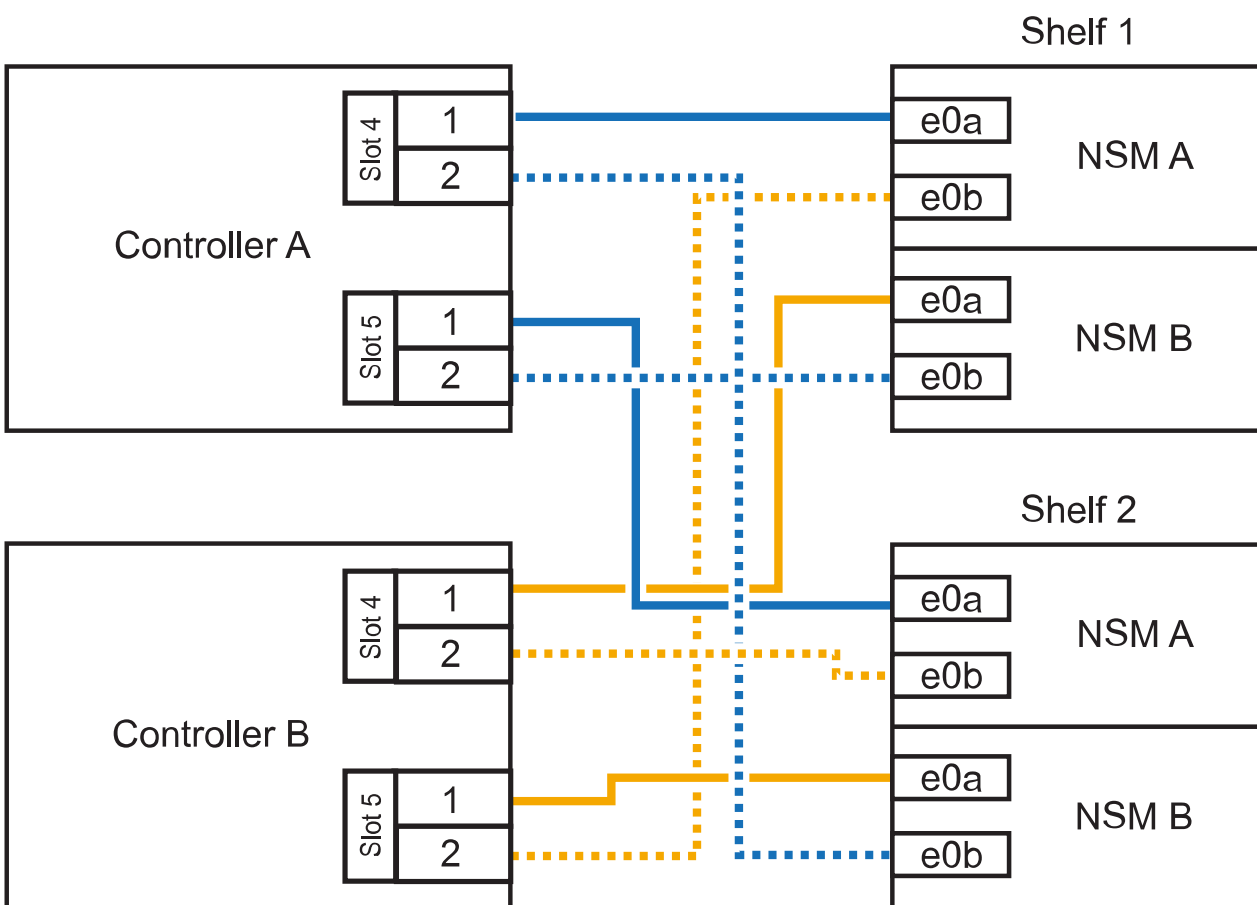 Shelf 1
Controller A
Slot 4
1
2
Slot 5
1
2
e0a
e0b
NSM A
e0a
e0b
NSM B
Shelf 2
Controller B
Slot 4
1
2
Slot 5
1
2
e0a
e0b
NSM A
e0a
e0b
NSM B